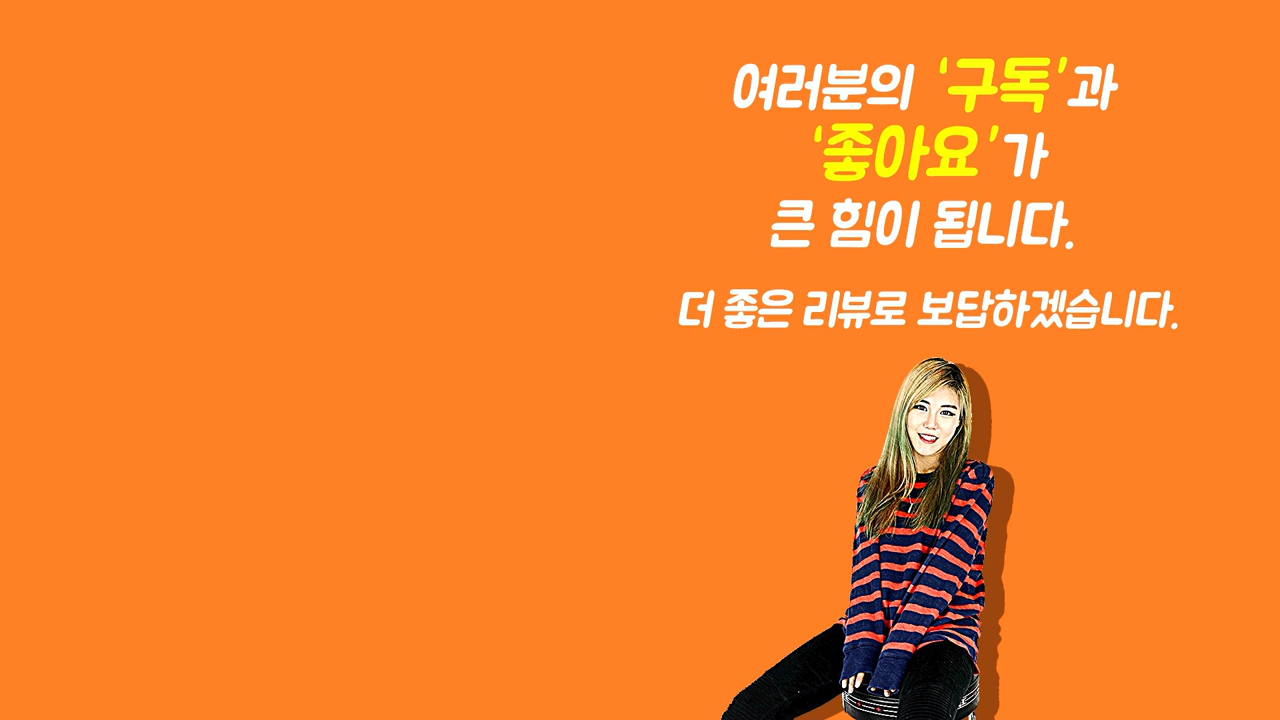 여러분의 '구독'과
'좋아요'가
큰 힘이 됩니다.
더 좋은 리뷰로 보답하겠습니다.